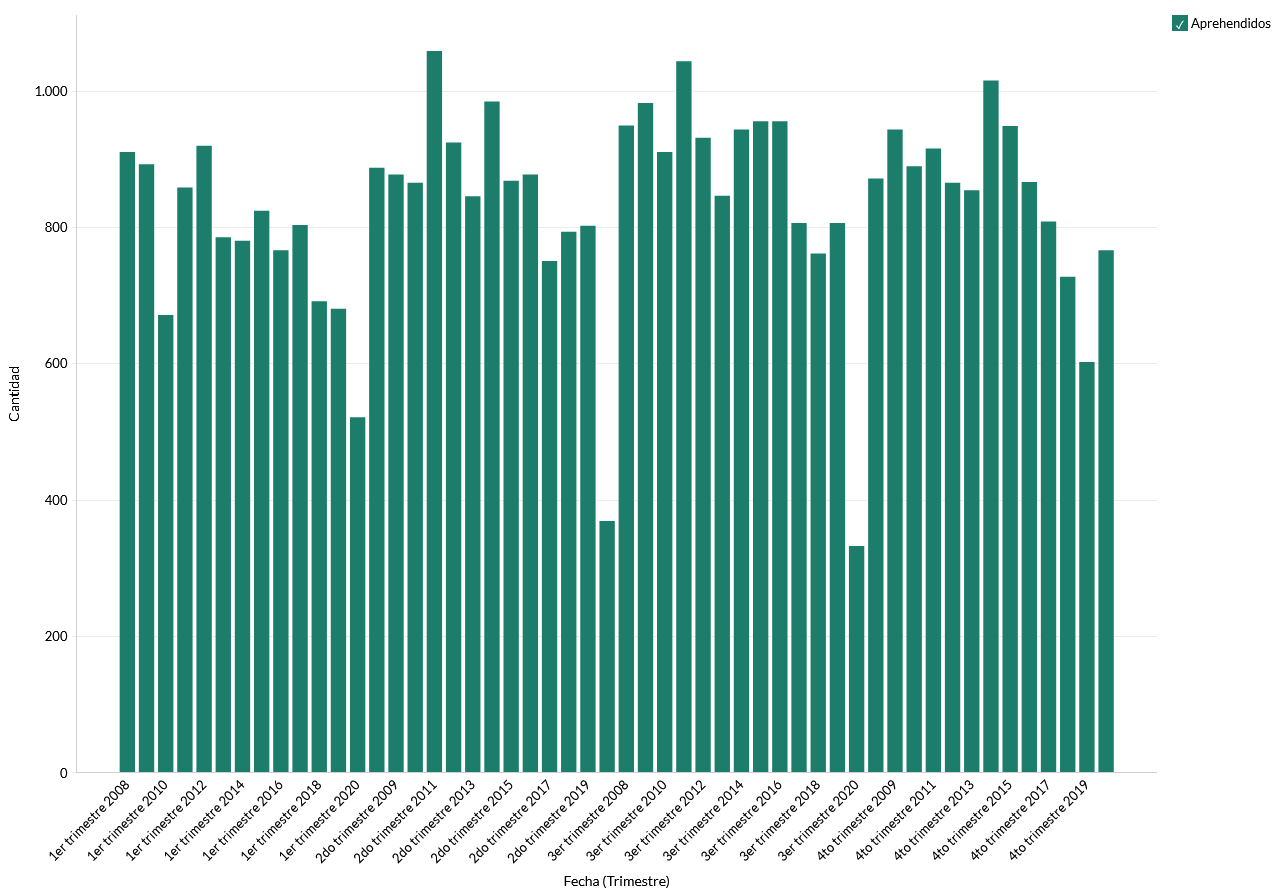 Aprehendidos
1.000
800
600
400
200
0
Cantidad
1er trimestre 2008
1er trimestre 2010
1er trimestre 2012
1er trimestre 2014
1er trimestre 2016
1er trimestre 2018
1er trimestre 2020
2do trimestre 2009
2do trimestre 2011
2do trimestre 2013
2do trimestre 2015
2do trimestre 2017
2do trimestre 2019
3er trimestre 2008
3er trimestre 2010
3er trimestre 2012
3er trimestre 2014
3er trimestre 2016
3er trimestre 2018
3er trimestre 2020
4to trimestre 2009
4to trimestre 2011
4to trimestre 2013
4to trimestre 2015
4to trimestre 2017
4to trimestre 2019
Fecha (Trimestre)